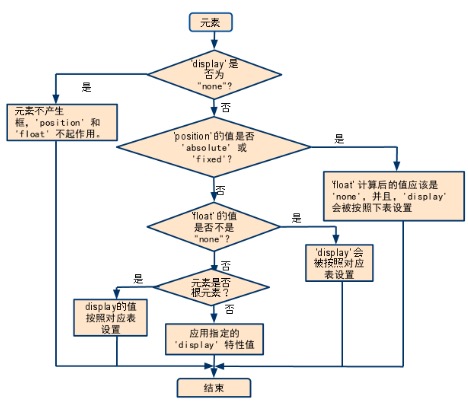 元素
'display'是
否为
"none"?
是
否
元素不产生
框,'position' 和
'float' 不起作用。
'position'的值是否
'absolute' 或
'fixed'?
是
否
'float'计算后的值应该是
'none',并且,'display'
会被按照下表设置
'float'的值
是否不是
"none"?
是
否
'display'会
被按照对应
表设置
元素是否
根元素?
是
否
display的值
按照对应表
设置
应用指定的
'display' 特性值
结束